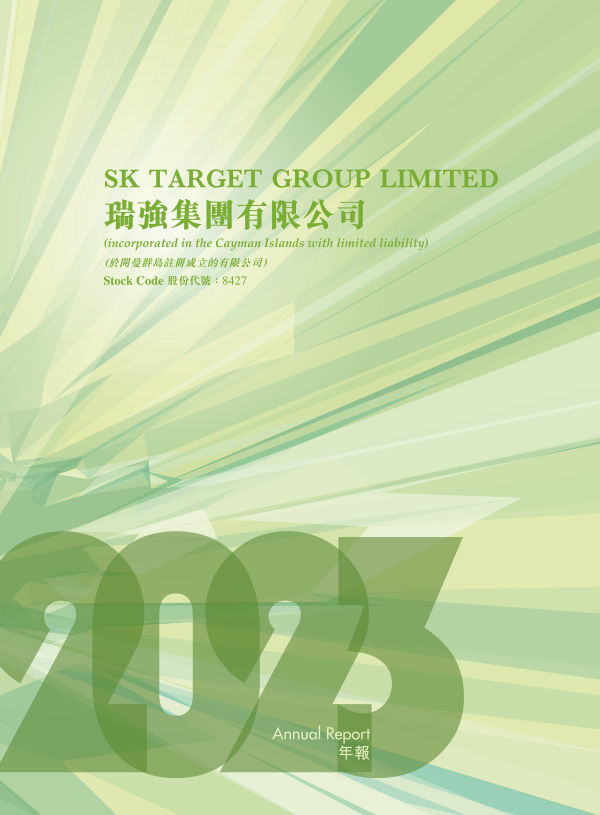 SK TARGET GROUP LIMITED
瑞強集團有限公司
(incorporated in the Cayman Islands with limited liability)
（於開曼群島註冊成立的有限公司）
Stock Code 股份代號：8427
2023
Annual Report
年報